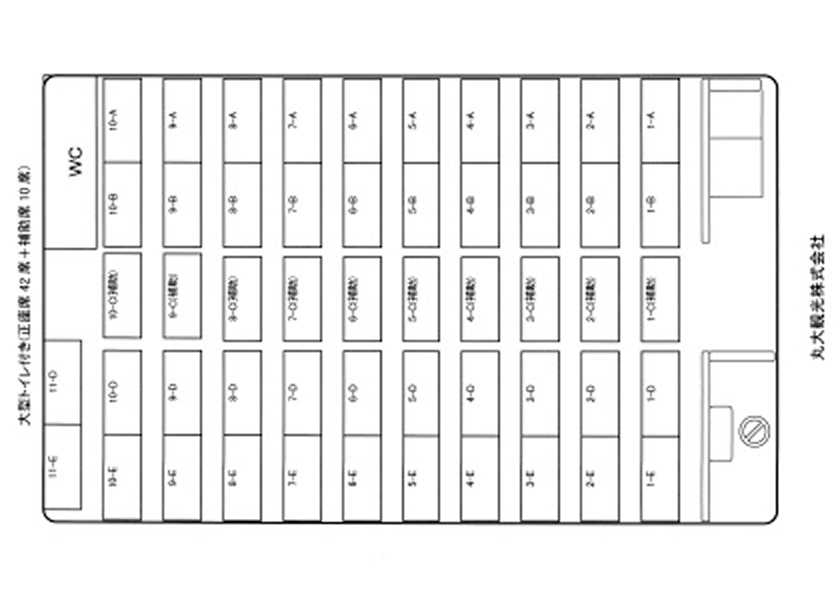 大型トイレ付き(正座席 42 席＋補助席 10 席)
WC
10-A
9-A
8-A
7-A
6-A
5-A
4-A
3-A
2-A
1-A
10-B
9-B
8-B
7-B
6-B
5-B
4-B
3-B
2-B
1-B
10-C(補助)
9-C(補助)
8-C(補助)
7-C(補助)
6-C(補助)
5-C(補助)
4-C(補助)
3-C(補助)
2-C(補助)
1-C(補助)
11-D
10-D
9-D
8-D
7-D
6-D
5-D
4-D
3-D
2-D
1-D
11-E
10-E
9-E
8-E
7-E
6-E
5-E
4-E
3-E
2-E
1-E
丸大観光株式会社